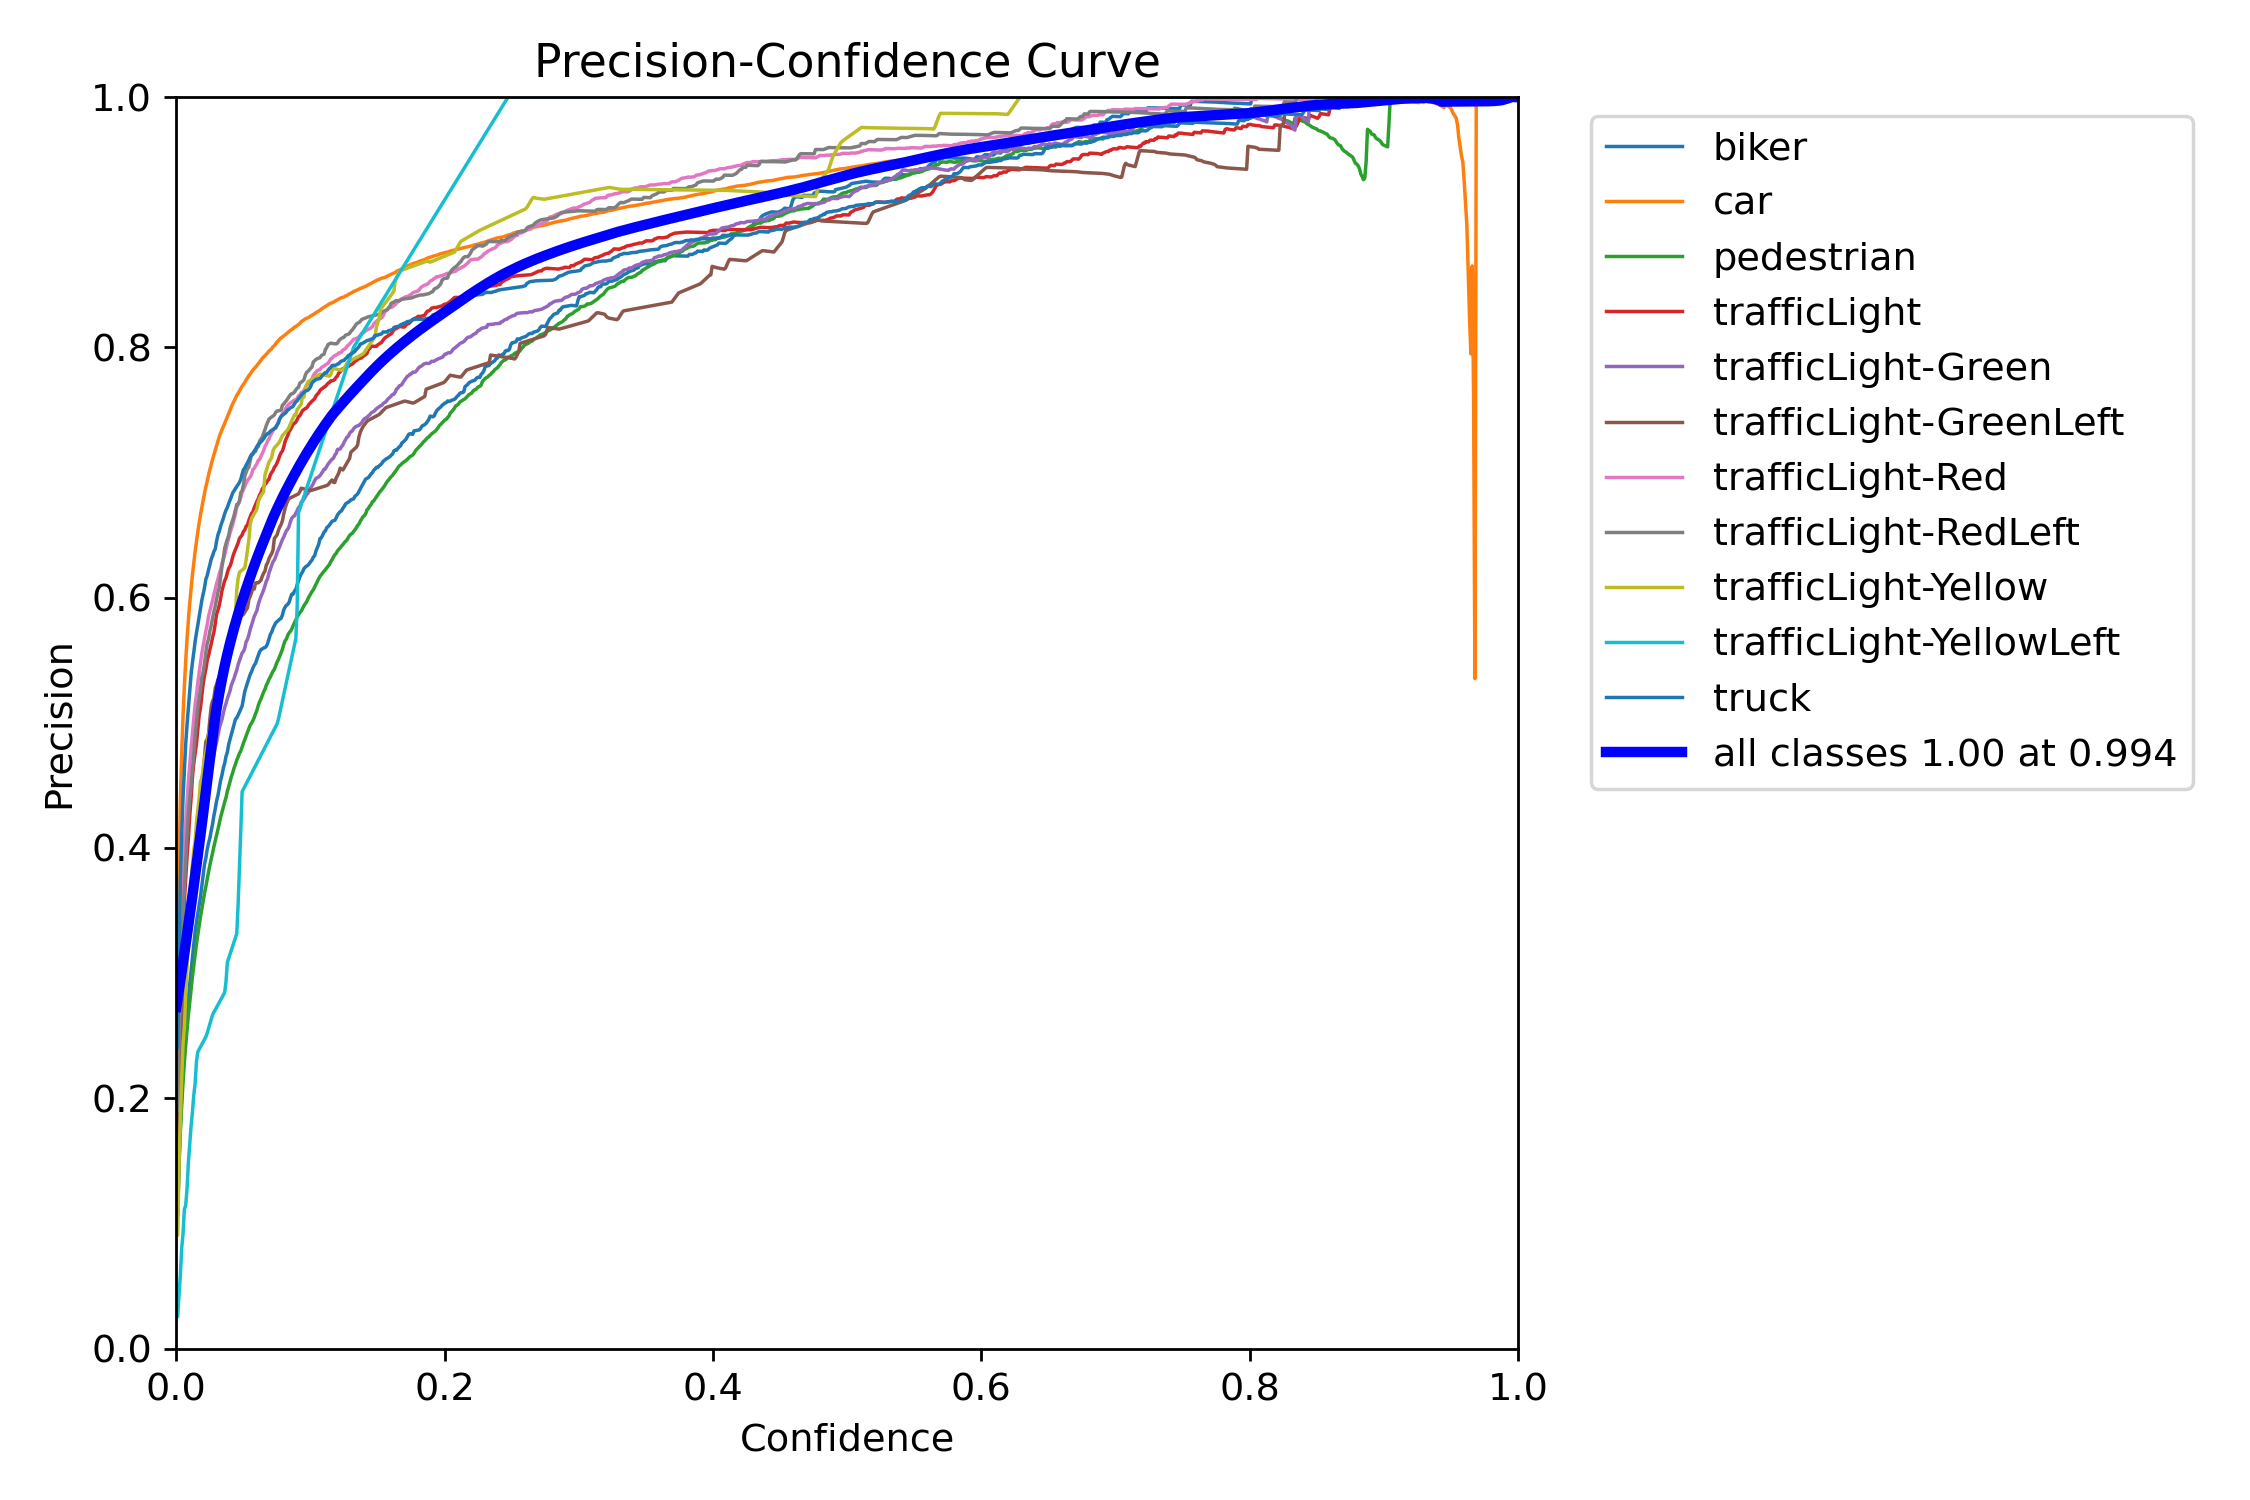 Precision-Confidence Curve
1.0
0.8
0.6
0.4
0.2
0.0
Precision
0.0 0.2 0.4 0.6 0.8 1.0
Confidence
biker
car
pedestrian
trafficLight
trafficLight-Green
trafficLight-GreenLeft
trafficLight-Red
trafficLight-RedLeft
trafficLight-Yellow
trafficLight-YellowLeft
truck
all classes 1.00 at 0.994